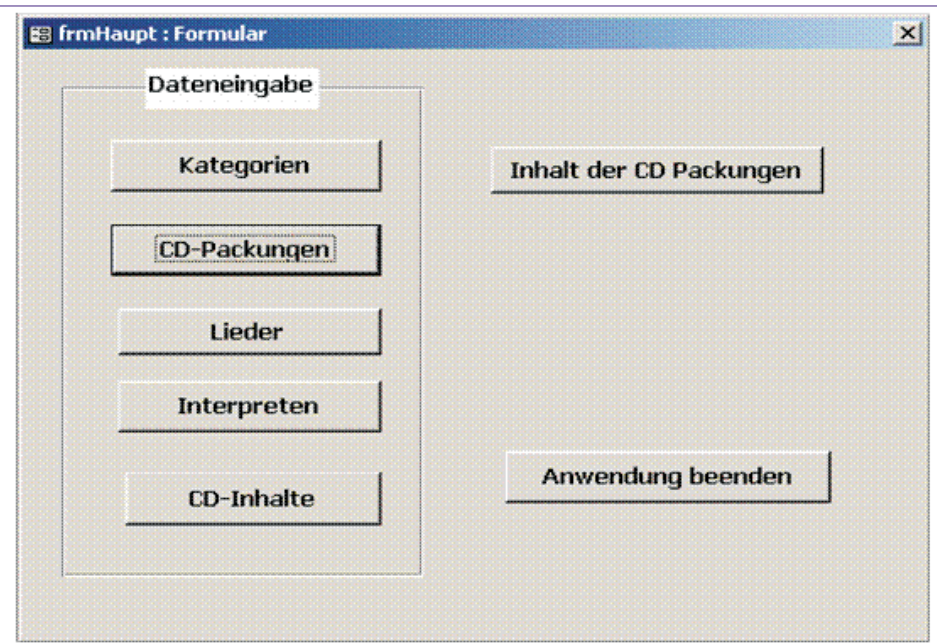 frmHaupt : Formular
Dateneingabe
Kategorien
CD-Packungen
Lieder
Interpreten
CD-Inhalte
Inhalt der CD Packungen
Anwendung beenden